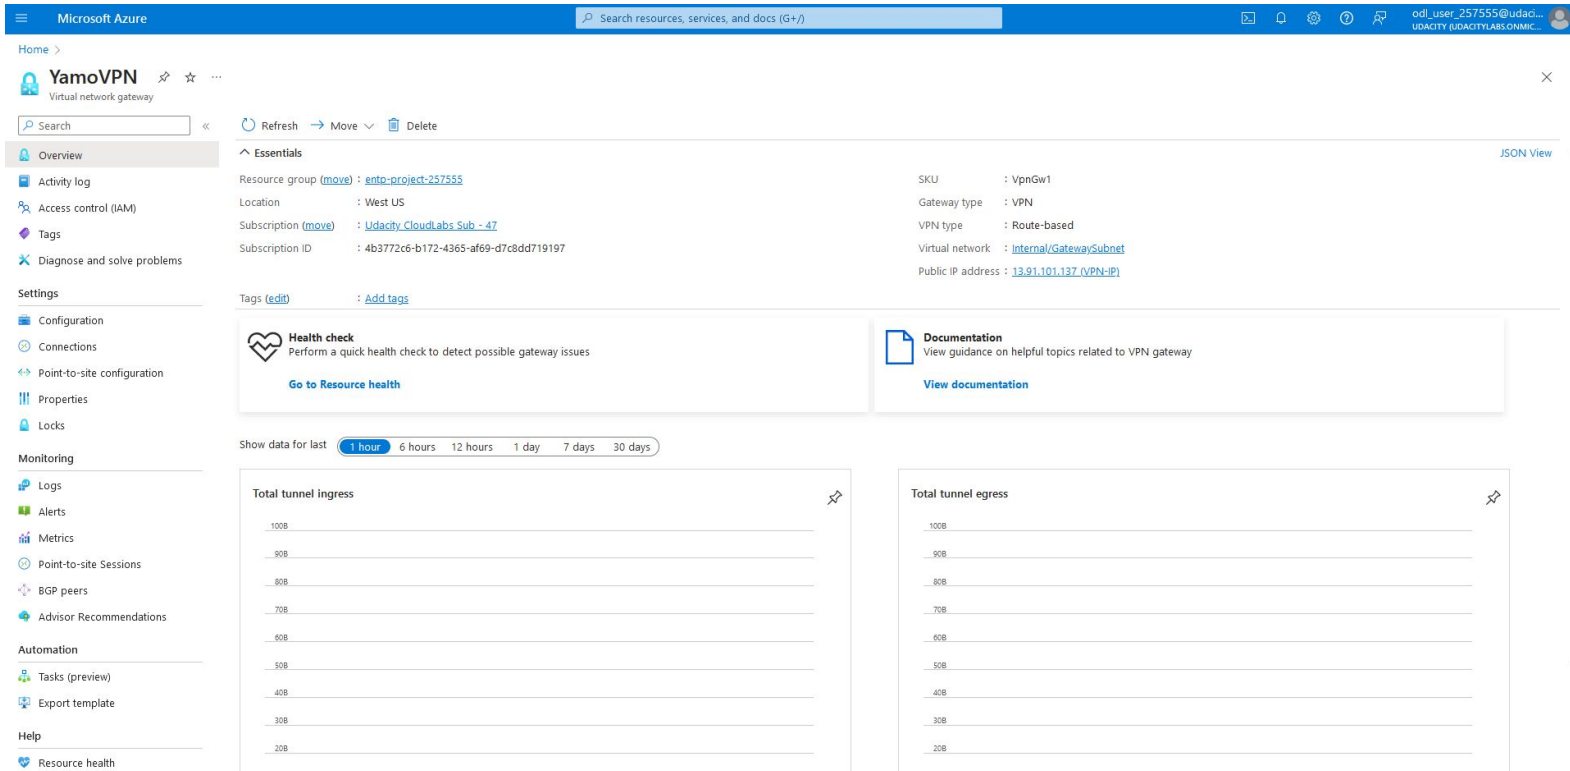 Microsoft Azure
Search resources, services, and docs (G+/)
odl_user_257555@udaci...
UDACITY (UDACITYLABS.ONMIC...
Home >
YamoVPN
Virtual network gateway
Search
«
Overview
Activity log
Access control (IAM)
Tags
Diagnose and solve problems
Settings
Configuration
Connections
Point-to-site configuration
Properties
Locks
Monitoring
Logs
Alerts
Metrics
Point-to-site Sessions
BGP peers
Advisor Recommendations
Automation
Tasks (preview)
Export template
Help
Resource health
Refresh Move Delete
Essentials
JSON View
Resource group (move) : entp-project-257555
Location : West US
Subscription (move) : Udacity CloudLabs Sub - 47
Subscription ID : 4b3772c6-b172-4365-af69-d7c8dd719197
SKU : VpnGw1
Gateway type : VPN
VPN type : Route-based
Virtual network : Internal/GatewaySubnet
Public IP address : 13.91.101.137 (VPN-IP)
Tags (edit) : Add tags
Health check
Perform a quick health check to detect possible gateway issues
Go to Resource health
Documentation
View guidance on helpful topics related to VPN gateway
View documentation
Show data for last 1 hour 6 hours 12 hours 1 day 7 days 30 days
Total tunnel ingress
100B
90B
80B
70B
60B
50B
40B
30B
20B
Total tunnel egress
100B
90B
80B
70B
60B
50B
40B
30B
20B